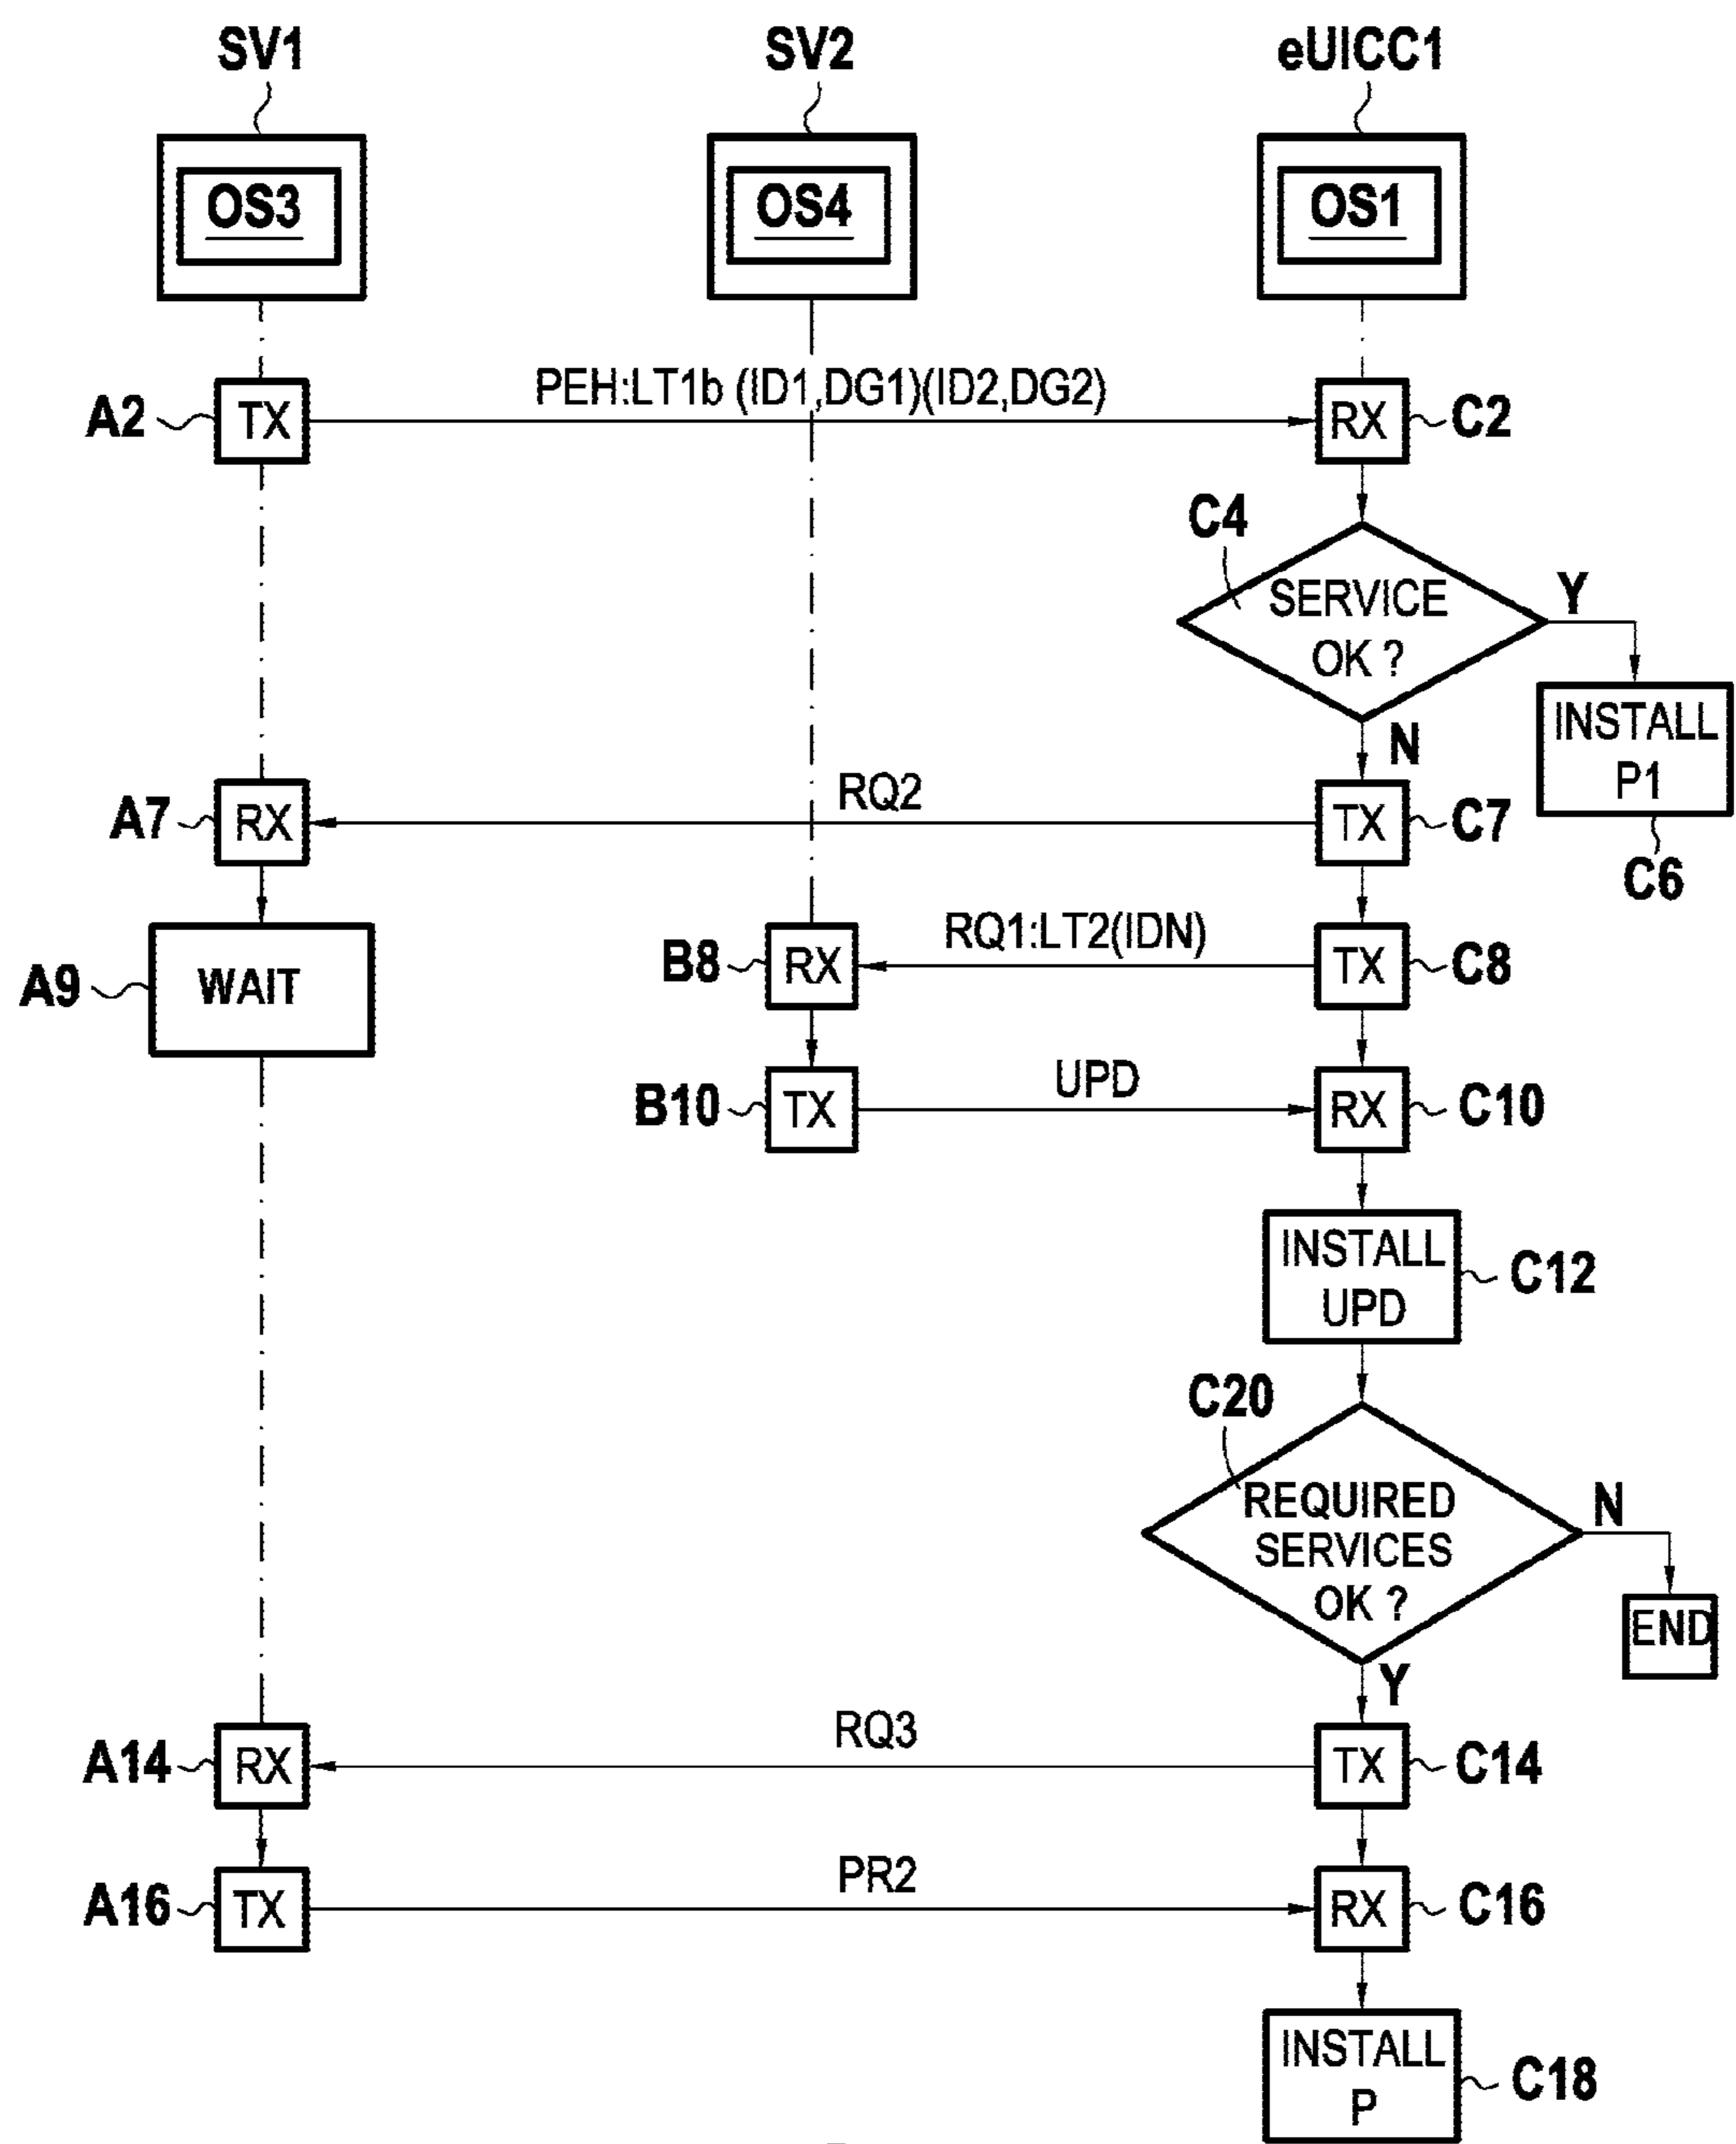 SV1 SV2 eUICC1
OS3 OS4 OS1
PEH:LT1b (ID1,DG1)(ID2,DG2)
A2 TX RX C2
C4
SERVICE
OK ?
Y
N
INSTALL
P1
C6
RQ2
A7 RX TX C7
RQ1:LT2(IDN)
A9 WAIT B8 RX TX C8
UPD
B10 TX RX C10
INSTALL
UPD
C12
C20
REQUIRED
SERVICES
OK ?
N
END
Y
RQ3
A14 RX TX C14
PR2
A16 TX RX C16
INSTALL
P
C18